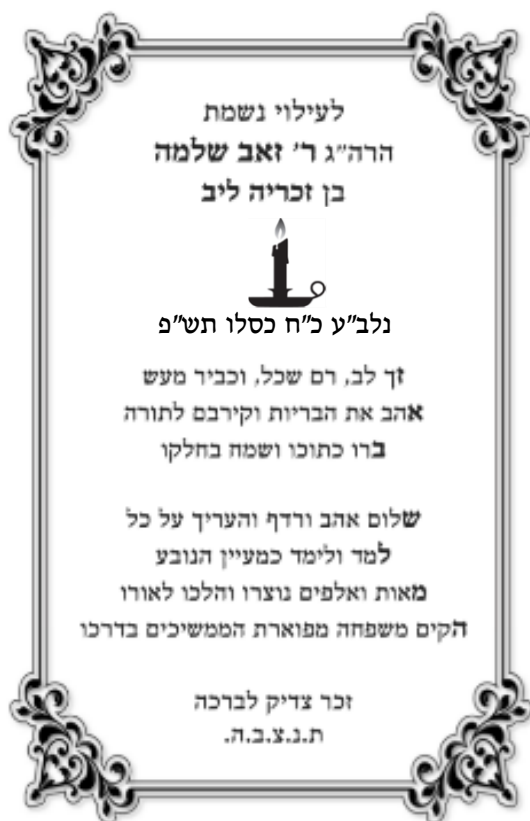 לעילוי נשמת
הרה"ג ר' זאב שלמה
בן זכריה ליב
נלב"ע כ"ח כסלו תש"פ
זך לב, רם שכל, וכביר מעש
אהב את הבריות וקירבם לתורה
ברו כתוכו ושמח בחלקו
שלום אהב ורדף והעריך על כל
למד ולימד כמעיין הנובע
מאות ואלפים נוצרו והלכו לאורו
הקים משפחה מפוארת הממשיכים בדרכו
זכר צדיק לברכה
ת.נ.צ.ב.ה.